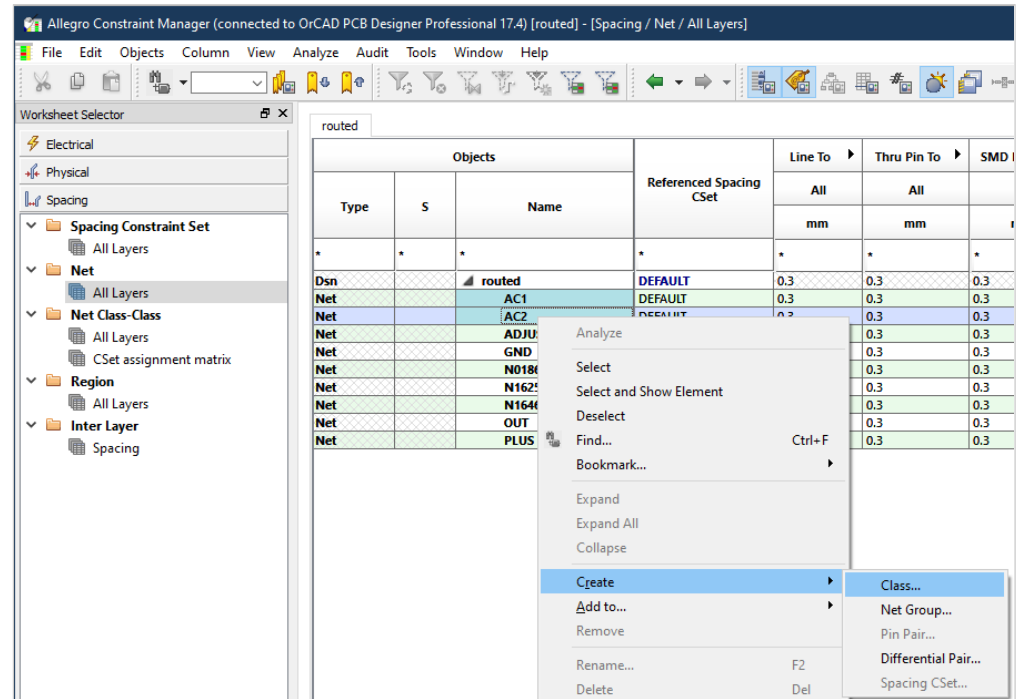 Allegro Constraint Manager (connected to OrCAD PCB Designer Professional 17.4) [routed] - [Spacing / Net / All Layers]
File Edit Objects Column View Analyze Audit Tools Window Help
Worksheet Selector
Electrical
Physical
Spacing
Spacing Constraint Set
All Layers
Net
All Layers
Net Class-Class
All Layers
CSet assignment matrix
Region
All Layers
Inter Layer
Spacing
routed
Objects Referenced Spacing CSet Line To Thru Pin To SMD
Type S Name All All
mm mm
* * * * * * *
Dsn routed DEFAULT 0.3 0.3 0.3
Net AC1 DEFAULT 0.3 0.3 0.3
Net AC2 DEFAULT 0.3 0.3 0.3
Net ADJU 0.3 0.3
Net GND 0.3 0.3
Net N0186 0.3 0.3
Net N1625 0.3 0.3
Net N1646 0.3 0.3
Net OUT 0.3 0.3
Net PLUS 0.3 0.3
Analyze
Select
Select and Show Element
Deselect
Find... Ctrl+F
Bookmark...
Expand
Expand All
Collapse
Create
Add to...
Remove
Rename... F2
Delete Del
Class...
Net Group...
Pin Pair...
Differential Pair...
Spacing CSet...